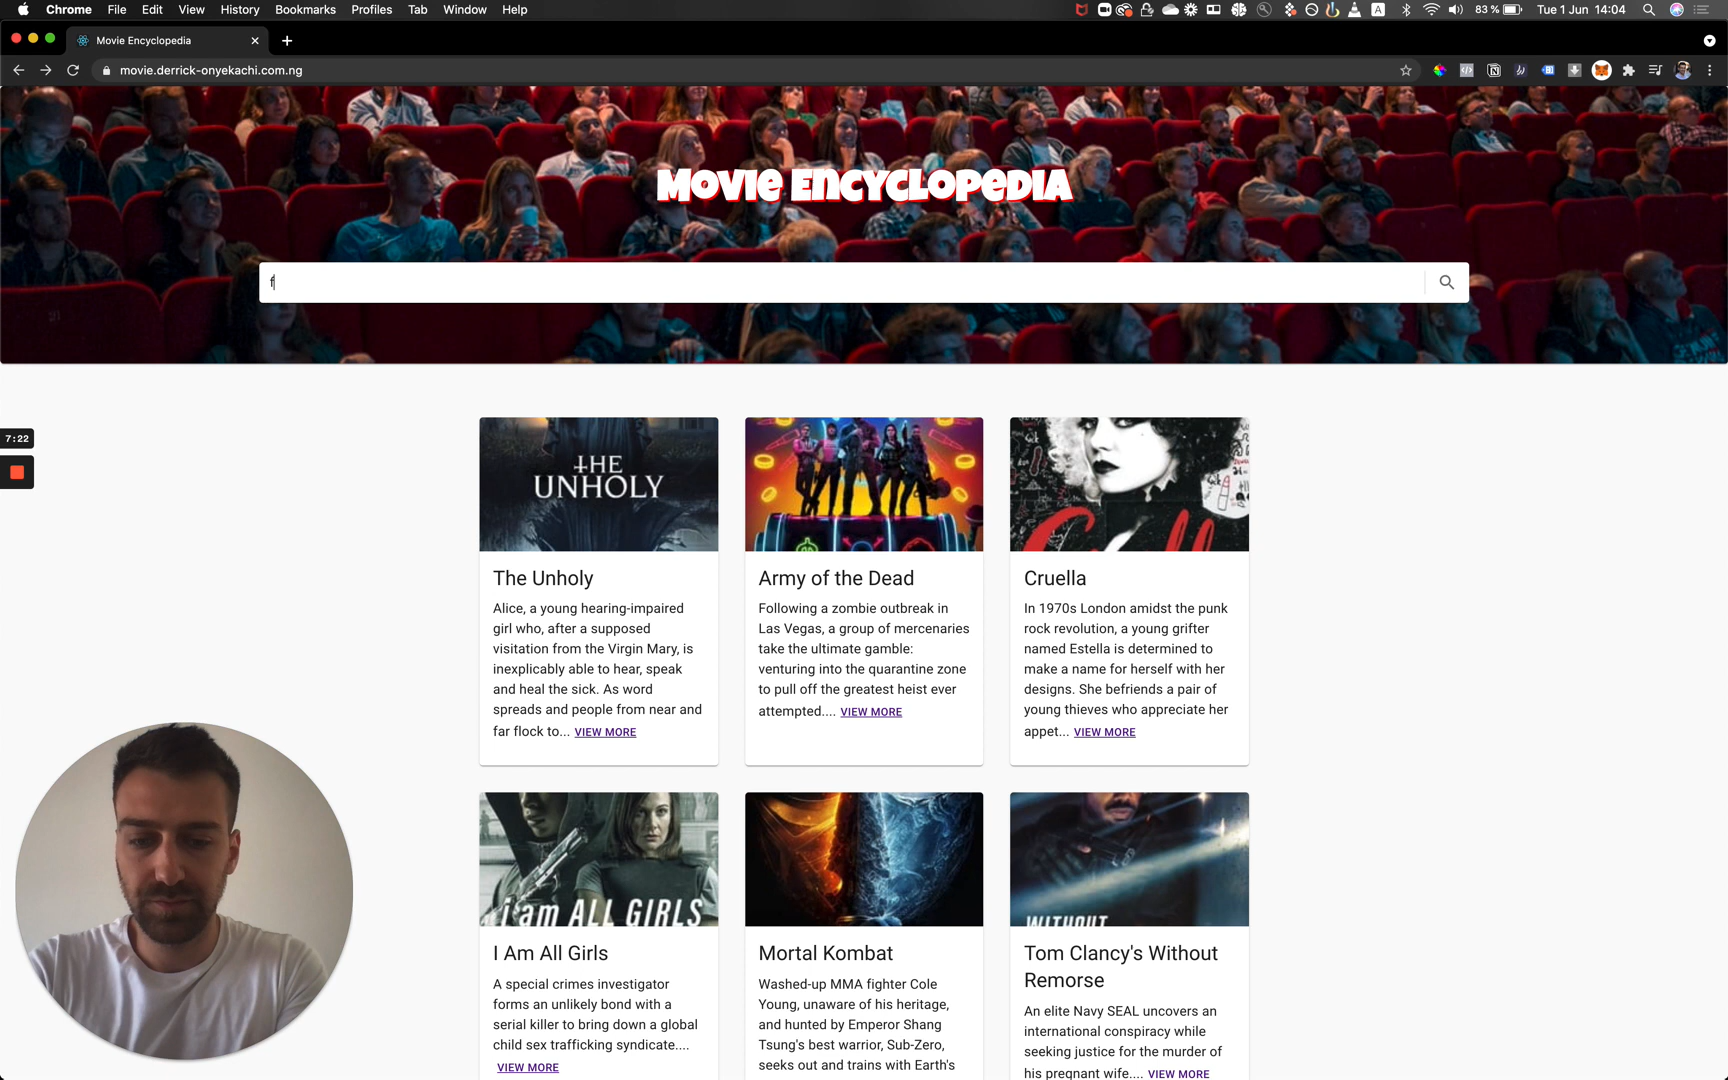 Chrome File Edit View History Bookmarks Profiles Tab Window Help
83 % Tue 1 Jun 14:04
Movie Encyclopedia
movie.derrick-onyekachi.com.ng
Movie Encyclopedia
f
7:22
THE
UNHOLY
The Unholy
Alice, a young hearing-impaired
girl who, after a supposed
visitation from the Virgin Mary, is
inexplicably able to hear, speak
and heal the sick. As word
spreads and people from near and
far flock to... VIEW MORE
Army of the Dead
Following a zombie outbreak in
Las Vegas, a group of mercenaries
take the ultimate gamble:
venturing into the quarantine zone
to pull off the greatest heist ever
attempted.... VIEW MORE
Cruella
In 1970s London amidst the punk
rock revolution, a young grifter
named Estella is determined to
make a name for herself with her
designs. She befriends a pair of
young thieves who appreciate her
appet... VIEW MORE
i am ALL GIRLS
I Am All Girls
A special crimes investigator
forms an unlikely bond with a
serial killer to bring down a global
child sex trafficking syndicate....
VIEW MORE
Mortal Kombat
Washed-up MMA fighter Cole
Young, unaware of his heritage,
and hunted by Emperor Shang
Tsung's best warrior, Sub-Zero,
seeks out and trains with Earth's
WITHOUT
Tom Clancy's Without
Remorse
An elite Navy SEAL uncovers an
international conspiracy while
seeking justice for the murder of
his pregnant wife.... VIEW MORE